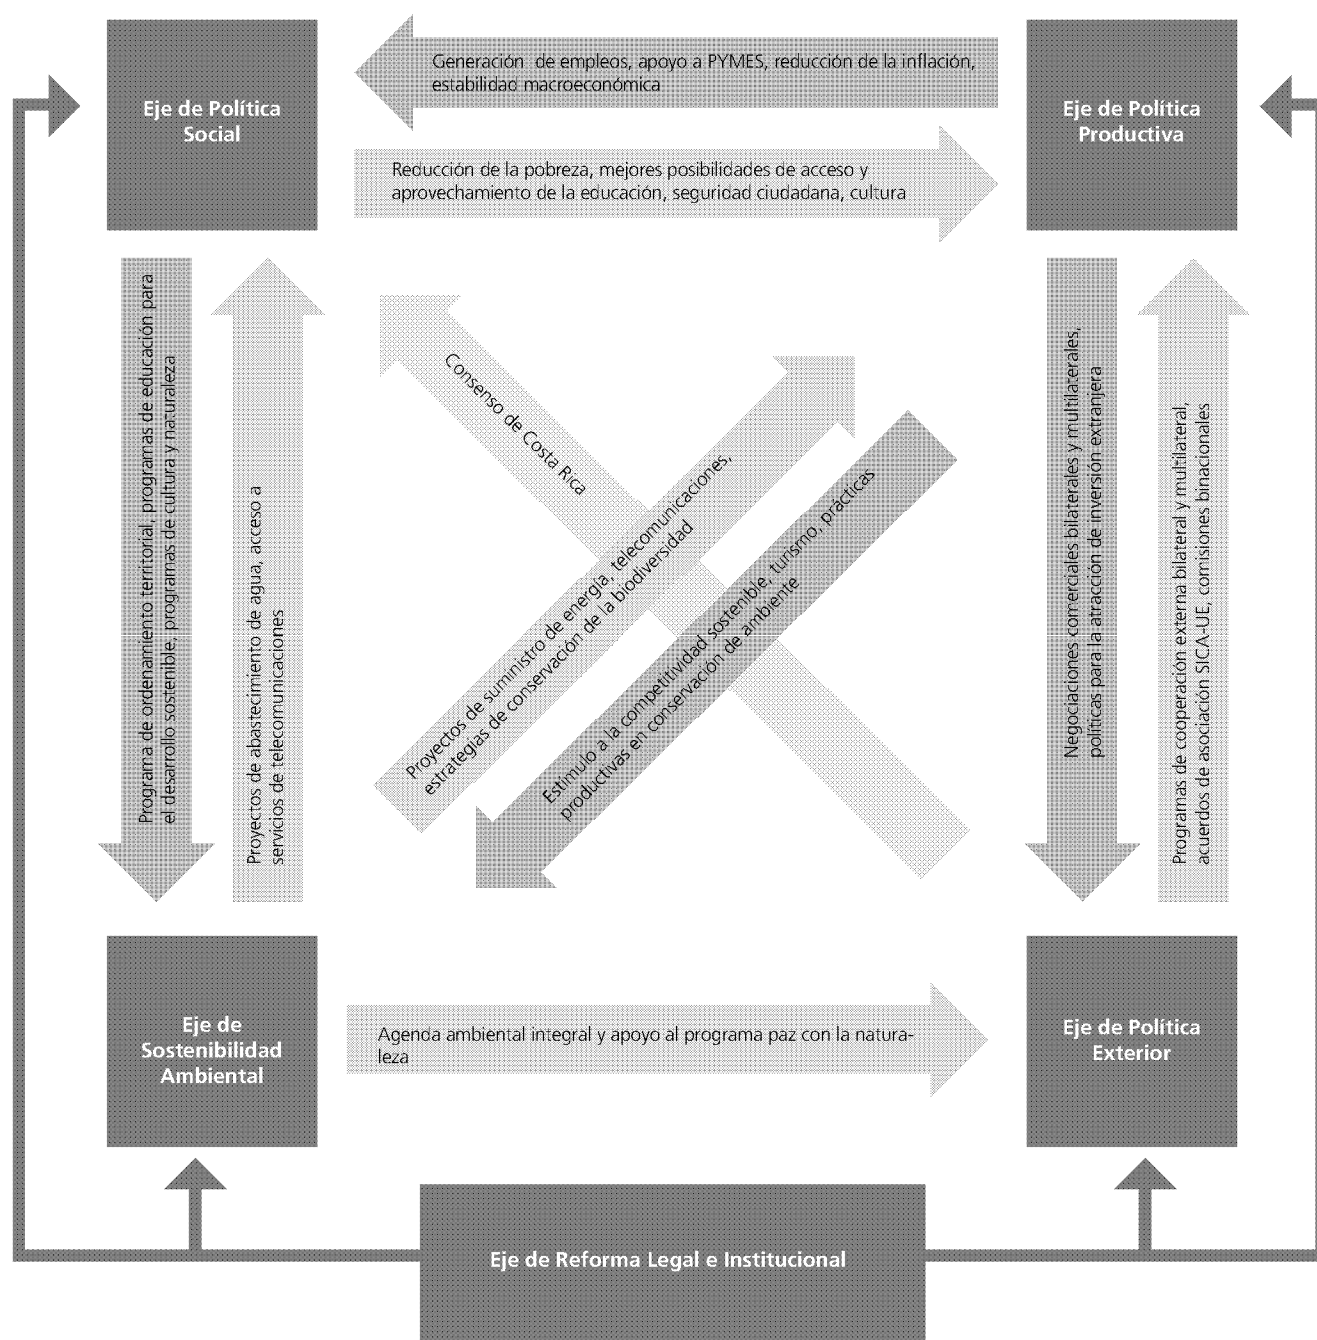 Eje de Política
Social
Generación de empleos, apoyo a PYMES, reducción de la inflación,
estabilidad macroeconómica
Reducción de la pobreza, mejores posibilidades de acceso y
aprovechamiento de la educación, seguridad ciudadana, cultura
Eje de Política
Productiva
Programa de ordenamiento territorial, programas de educación para
el desarrollo sostenible, programas de cultura y naturaleza
Proyectos de abastecimiento de agua, acceso a
servicios de telecomunicaciones
Consenso de Costa Rica
Proyectos de suministro de energía, telecomunicaciones,
estrategias de conservación de la biodiversidad
Estímulo a la competitividad sostenible, turismo, prácticas
productivas en conservación de ambiente
Negociaciones comerciales bilaterales y multilaterales,
políticas para la atracción de inversión extranjera
Programas de cooperación externa bilateral y multilateral,
acuerdos de asociación SICA-UE, comisiones binacionales
Eje de
Sostenibilidad
Ambiental
Agenda ambiental integral y apoyo al programa paz con la natura-
leza
Eje de Política
Exterior
Eje de Reforma Legal e Institucional